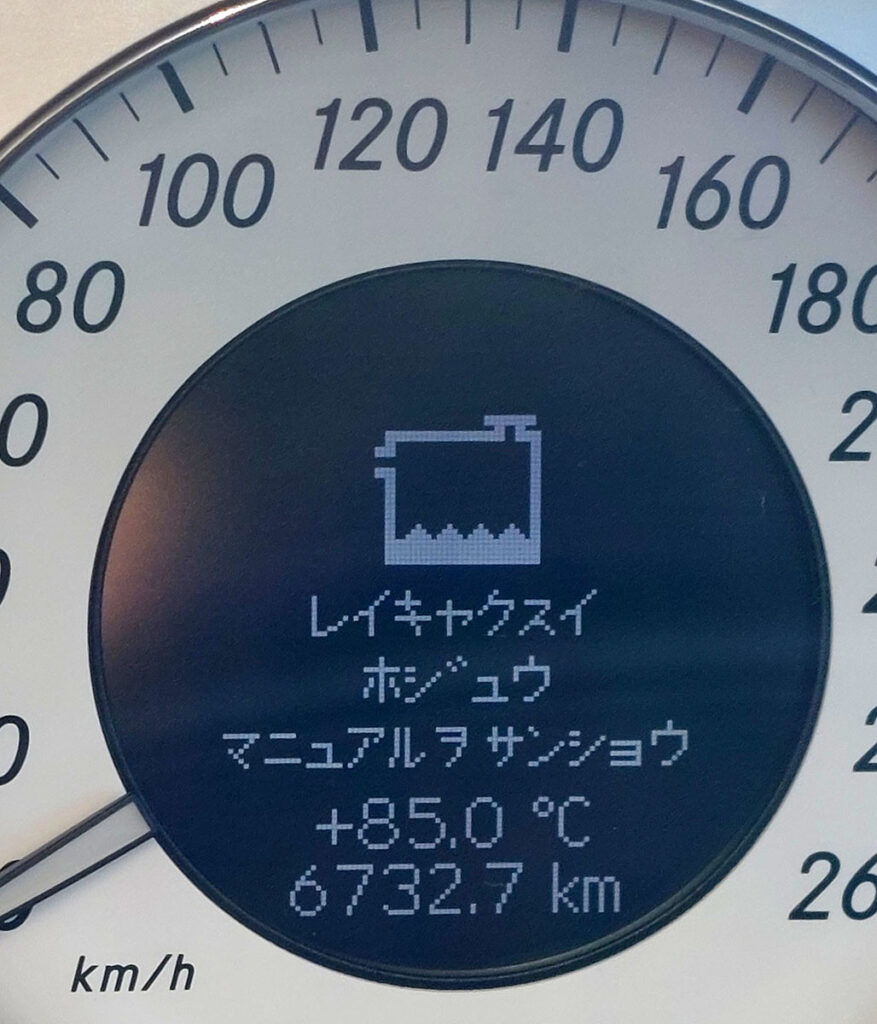 120 140
100 160
80 180
レイキャクスイ
ホジュウ
マニュアルヲ サンショウ
+85.0 °C
6732.7 km
26
km/h